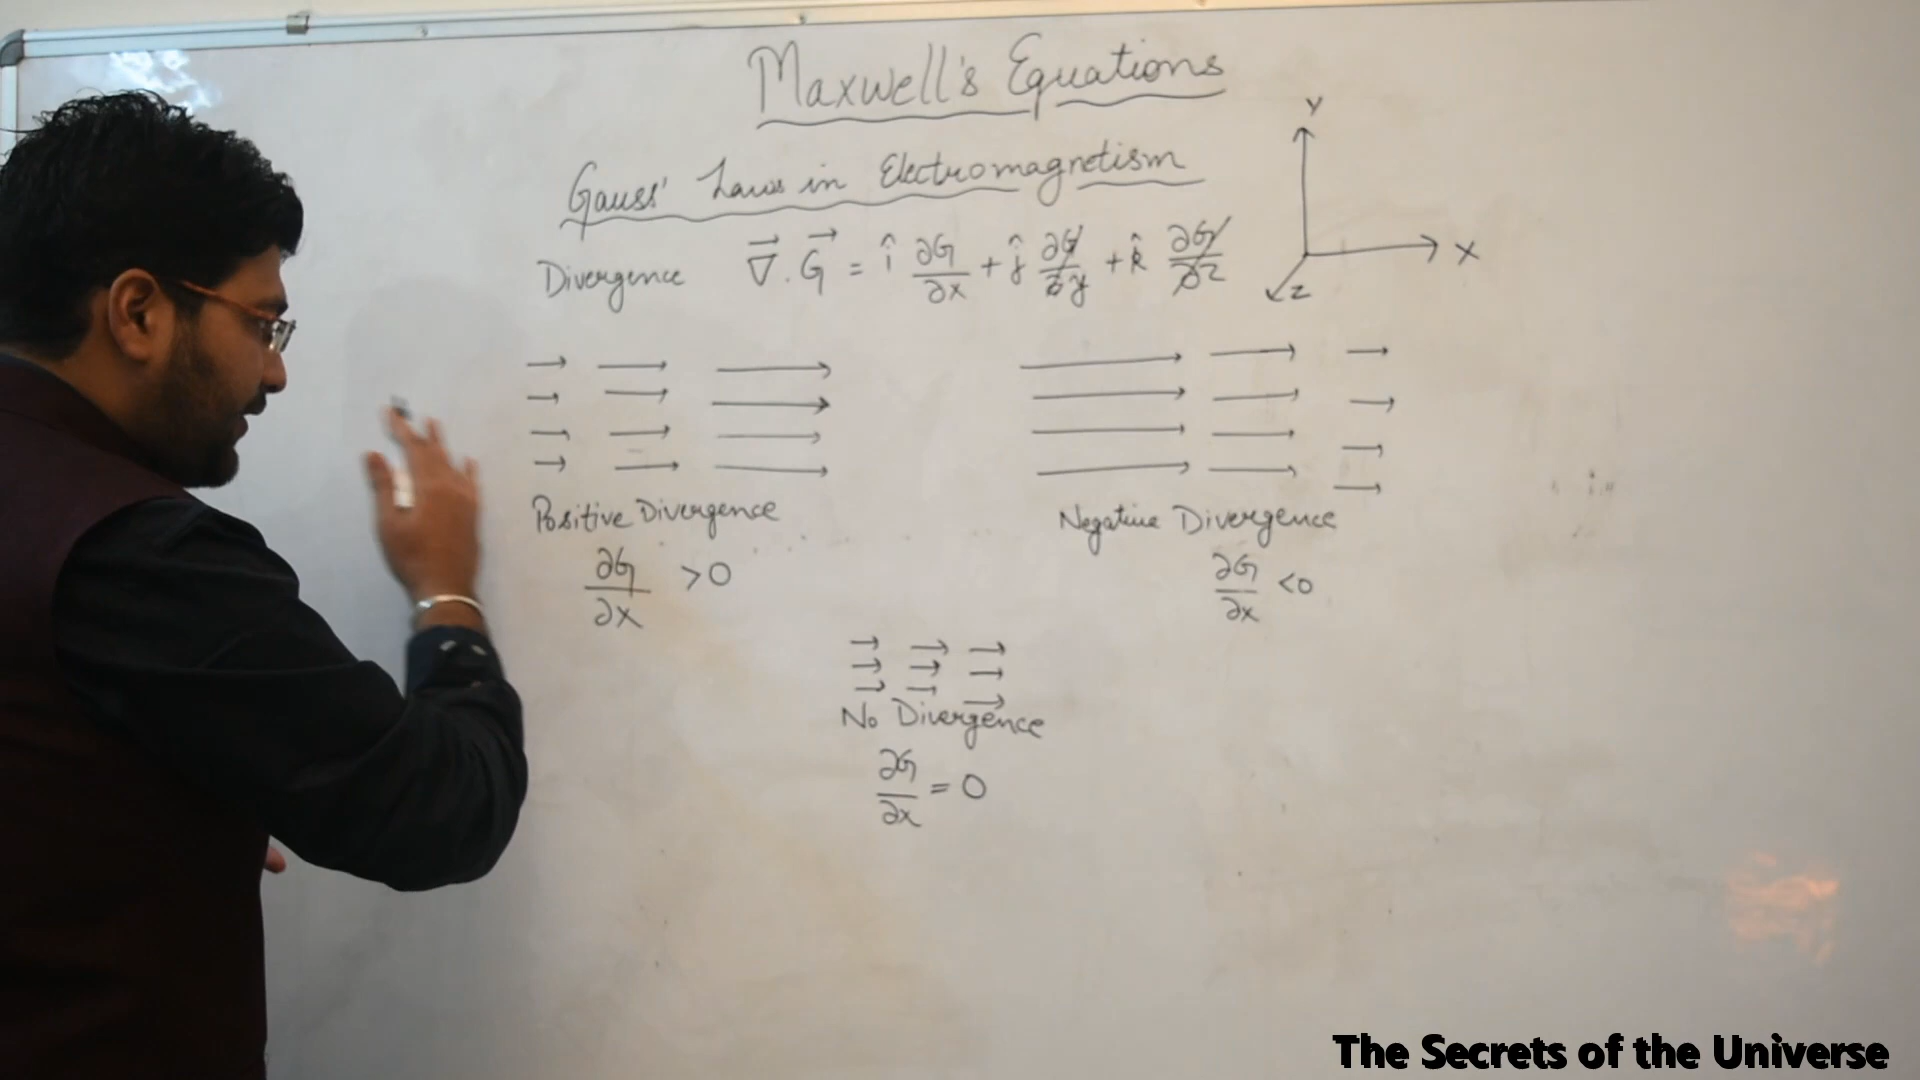 Maxwell's Equations
Gauss' Laws in Electromagnetism
Divergence ∇⃗ . G⃗ = î ∂G/∂x + ĵ ∂G/∂y + k̂ ∂G/∂z
Y
X
Z
Positive Divergence
∂G/∂x >0
Negative Divergence
∂G/∂x <0
No Divergence
∂G/∂x = 0
The Secrets of the Universe